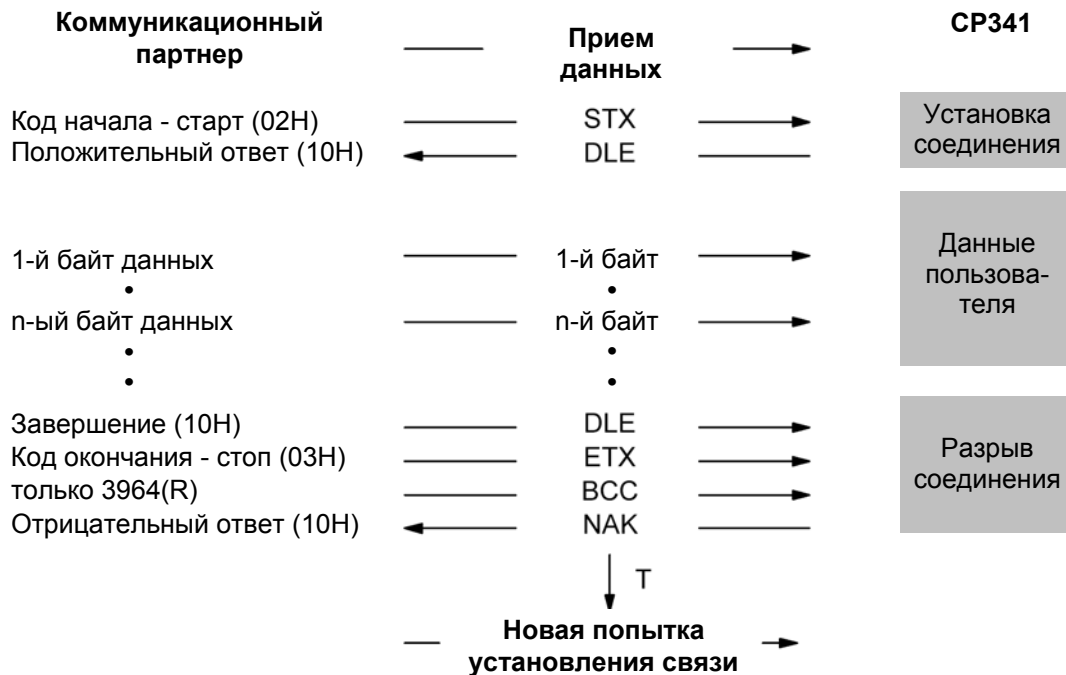 Коммуникационный
партнер
Прием
данных
CP341
Код начала - старт (02H)
STX
Положительный ответ (10H)
DLE
Установка
соединения
1-й байт данных
1-й байт
•
•
n-ый байт данных
n-й байт
•
•
•
•
Данные
пользова-
теля
Завершение (10H)
DLE
Код окончания - стоп (03H)
ETX
только 3964(R)
BCC
Отрицательный ответ (10H)
NAK
Разрыв
соединения
T
Новая попытка
установления связи